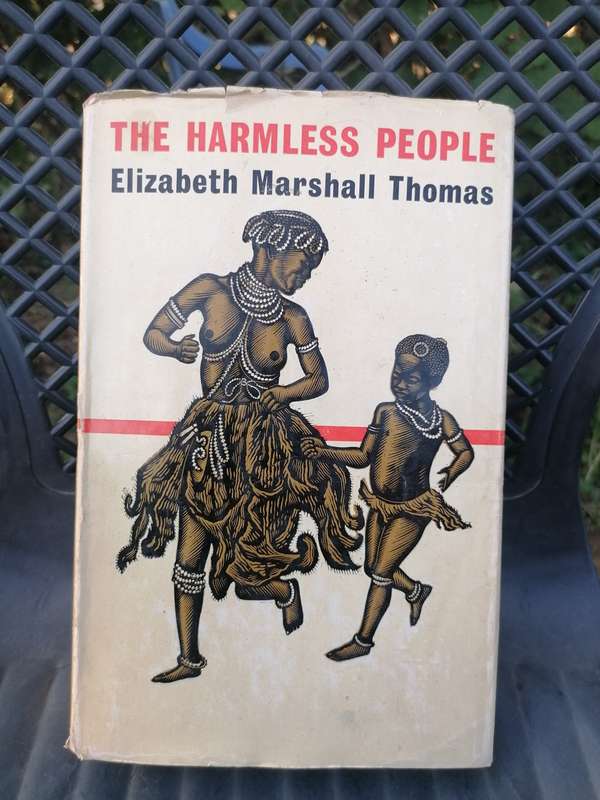 THE HARMLESS PEOPLE
Elizabeth Marshall Thomas